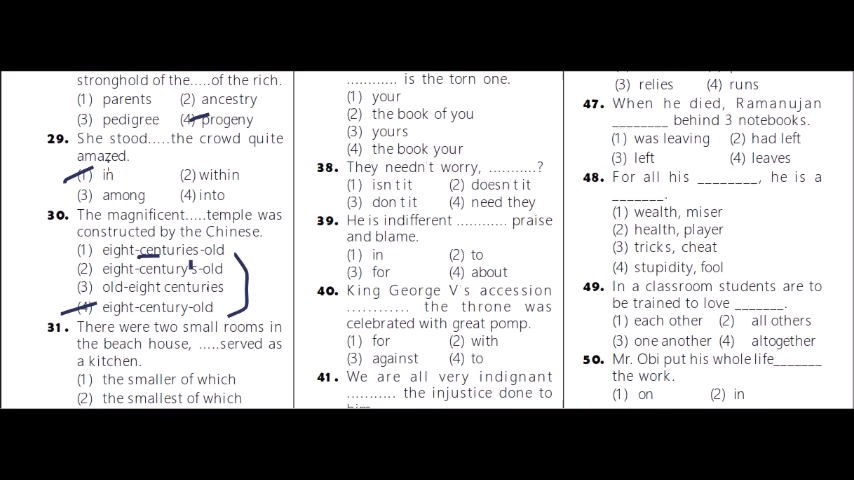 stronghold of the.....of the rich.
(1) parents (2) ancestry
(3) pedigree (4) progeny
29. She stood.....the crowd quite
amazed.
(1) in (2) within
(3) among (4) into
30. The magnificent.....temple was
constructed by the Chinese.
(1) eight-centuries-old
(2) eight-century's-old
(3) old-eight centuries
(4) eight-century-old
31. There were two small rooms in
the beach house, .....served as
a kitchen.
(1) the smaller of which
(2) the smallest of which
............ is the torn one.
(1) your
(2) the book of you
(3) yours
(4) the book your
38. They needn t worry, ...........?
(1) isn t it (2) doesn t it
(3) don t it (4) need they
39. He is indifferent ............ praise
and blame.
(1) in (2) to
(3) for (4) about
40. King George V s accession
............ the throne was
celebrated with great pomp.
(1) for (2) with
(3) against (4) to
41. We are all very indignant
........... the injustice done to
(3) relies (4) runs
47. When he died, Ramanujan
________ behind 3 notebooks.
(1) was leaving (2) had left
(3) left (4) leaves
48. For all his ________, he is a
_______.
(1) wealth, miser
(2) health, player
(3) tricks, cheat
(4) stupidity, fool
49. In a classroom students are to
be trained to love _______.
(1) each other (2) all others
(3) one another (4) altogether
50. Mr. Obi put his whole life_______
the work.
(1) on (2) in